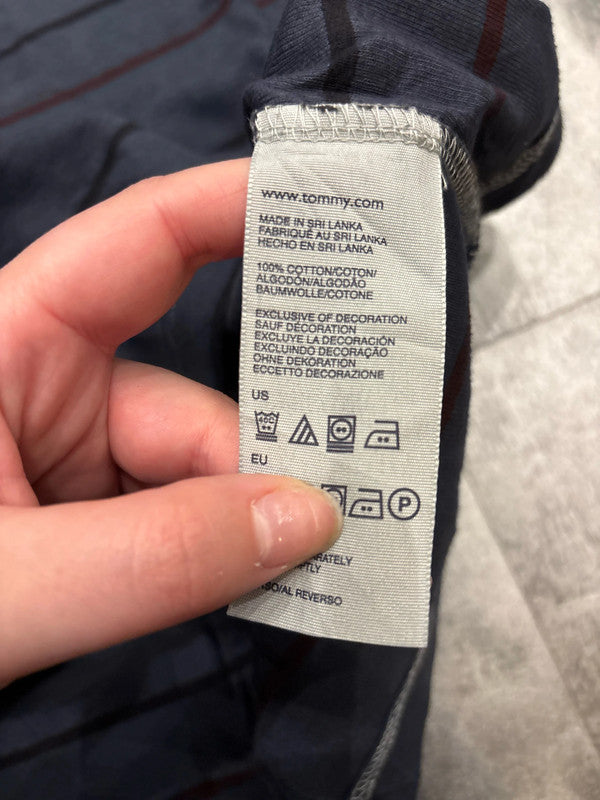 www.tommy.com
MADE IN SRI LANKA
FABRIQUÉ AU SRI LANKA
HECHO EN SRI LANKA
100% COTTON/COTON/
ALGODÓN/ALGODÃO
BAUMWOLLE/COTONE
EXCLUSIVE OF DECORATION
SAUF DÉCORATION
EXCLUYE LA DECORACIÓN
EXCLUINDO DECORAÇÃO
OHNE DEKORATION
ECCETTO DECORAZIONE
US
40C
EU
P
/AL REVERSO